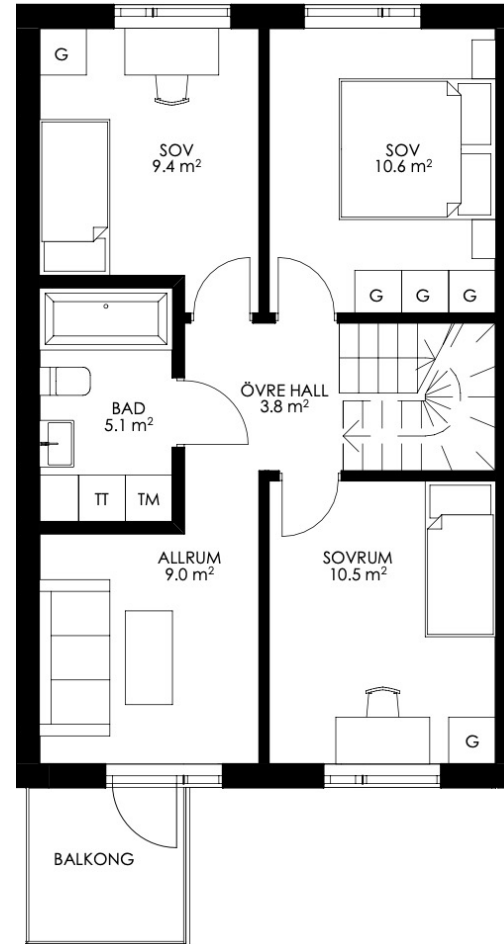 G
SOV
9.4 m²
SOV
10.6 m²
G G G
ÖVRE HALL
3.8 m²
BAD
5.1 m²
TT TM
ALLRUM
9.0 m²
SOVRUM
10.5 m²
G
BALKONG